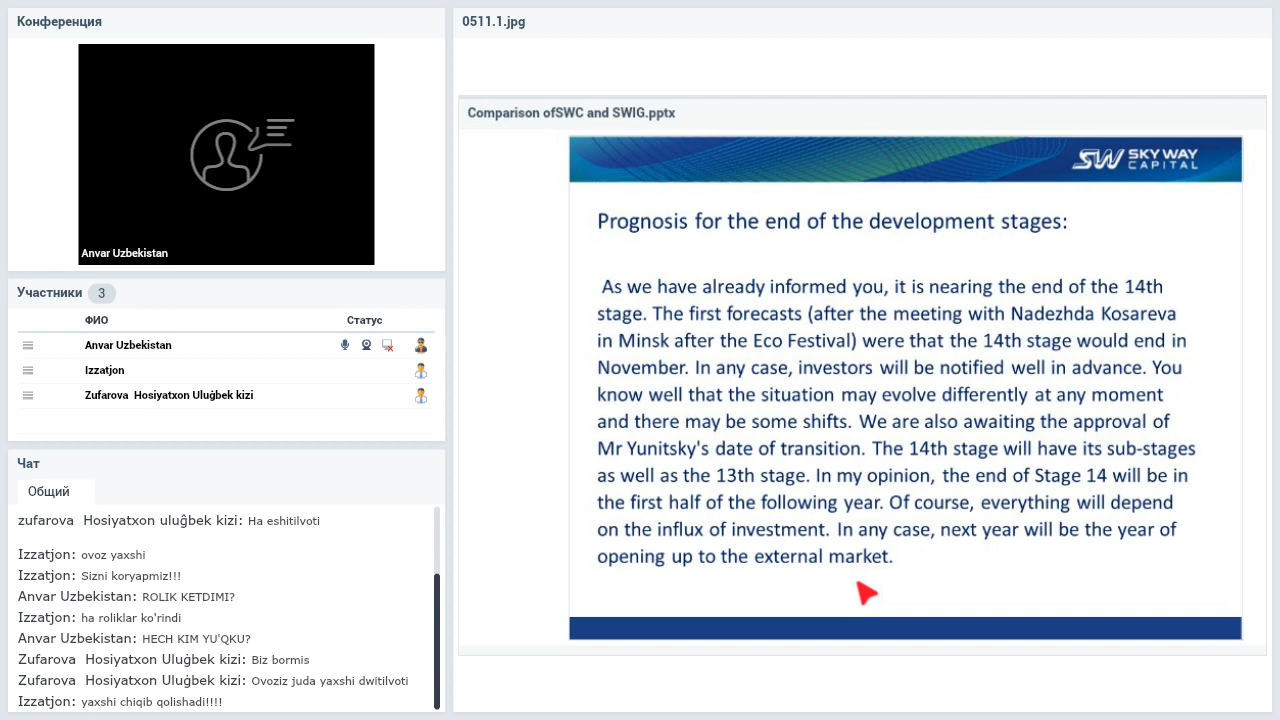 Конференция
Anvar Uzbekistan
Участники 3
ФИО Статус
Anvar Uzbekistan
Izzatjon
Zufarova Hosiyatxon Uluǵbek kizi
Чат
Общий
zufarova Hosiyatxon uluĝbek kizi: Ha eshitilvoti
Izzatjon: ovoz yaxshi
Izzatjon: Sizni koryapmiz!!!
Anvar Uzbekistan: ROLIK KETDIMI?
Izzatjon: ha roliklar ko'rindi
Anvar Uzbekistan: HECH KIM YU'QKU?
Zufarova Hosiyatxon Uluǵbek kizi: Biz bormis
Zufarova Hosiyatxon Uluǵbek kizi: Ovoziz juda yaxshi dwitilvoti
Izzatjon: yaxshi chiqib qolishadi!!!!
0511.1.jpg
Comparison ofSWC and SWIG.pptx
SW SKY WAY
CAPITAL
Prognosis for the end of the development stages:
As we have already informed you, it is nearing the end of the 14th
stage. The first forecasts (after the meeting with Nadezhda Kosareva
in Minsk after the Eco Festival) were that the 14th stage would end in
November. In any case, investors will be notified well in advance. You
know well that the situation may evolve differently at any moment
and there may be some shifts. We are also awaiting the approval of
Mr Yunitsky's date of transition. The 14th stage will have its sub-stages
as well as the 13th stage. In my opinion, the end of Stage 14 will be in
the first half of the following year. Of course, everything will depend
on the influx of investment. In any case, next year will be the year of
opening up to the external market.